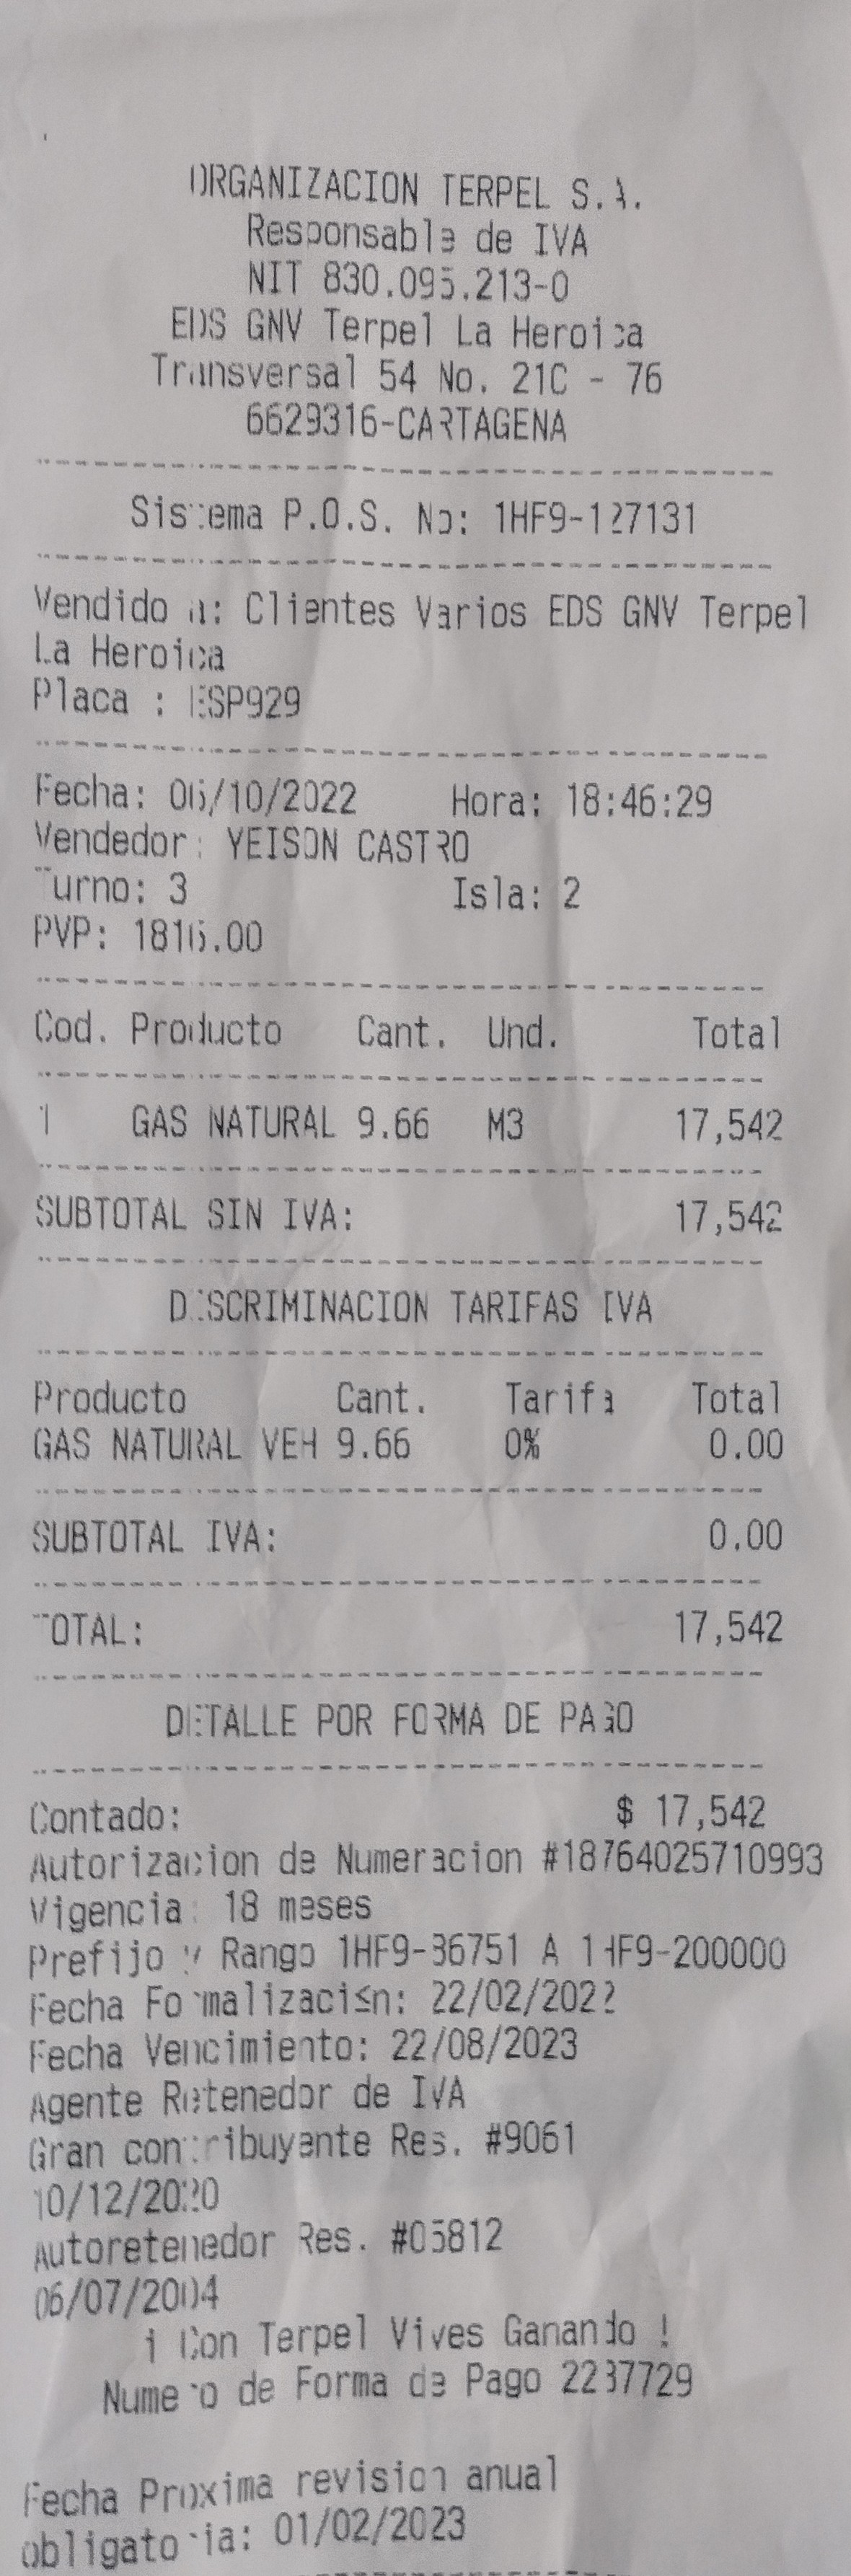 ORGANIZACION TERPEL S.A.
Responsable de IVA
NIT 830.095.213-0
EDS GNV Terpel La Heroica
Transversal 54 No. 21C - 76
6629316-CARTAGENA
Sistema P.O.S. No: 1HF9-127131
Vendido a: Clientes Varios EDS GNV Terpel
La Heroica
Placa : ESP929
Fecha: 06/10/2022 Hora: 18:46:29
Vendedor: YEISON CASTRO
Turno: 3 Isla: 2
PVP: 1816.00
Cod. Producto Cant. Und. Total
1 GAS NATURAL 9.66 M3 17,542
SUBTOTAL SIN IVA: 17,542
DISCRIMINACION TARIFAS IVA
Producto Cant. Tarifa Total
GAS NATURAL VEH 9.66 0% 0.00
SUBTOTAL IVA: 0.00
TOTAL: 17,542
DETALLE POR FORMA DE PAGO
Contado: $ 17,542
Autorizacion de Numeracion #18764025710993
Vigencia: 18 meses
Prefijo y Rango 1HF9-86751 A 1HF9-200000
Fecha Formalizaci≤n: 22/02/2022
Fecha Vencimiento: 22/08/2023
Agente Retenedor de IVA
Gran contribuyente Res. #9061
10/12/2020
Autoretenedor Res. #05812
06/07/2004
¡ Con Terpel Vives Ganando !
Numero de Forma de Pago 2237729
Fecha Proxima revision anual
obligatoria: 01/02/2023